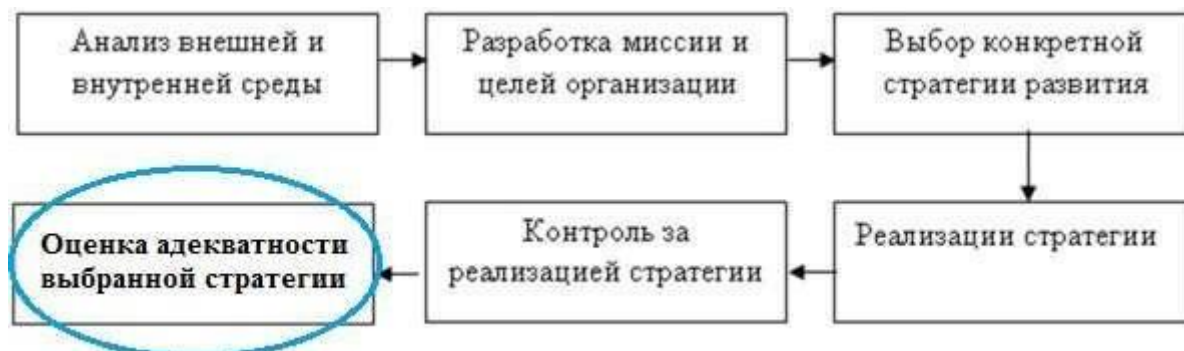 Анализ внешней и
внутренней среды
Разработка миссии и
целей организации
Выбор конкретной
стратегии развития
Реализации стратегии
Контроль за
реализацией стратегии
Оценка адекватности
выбранной стратегии